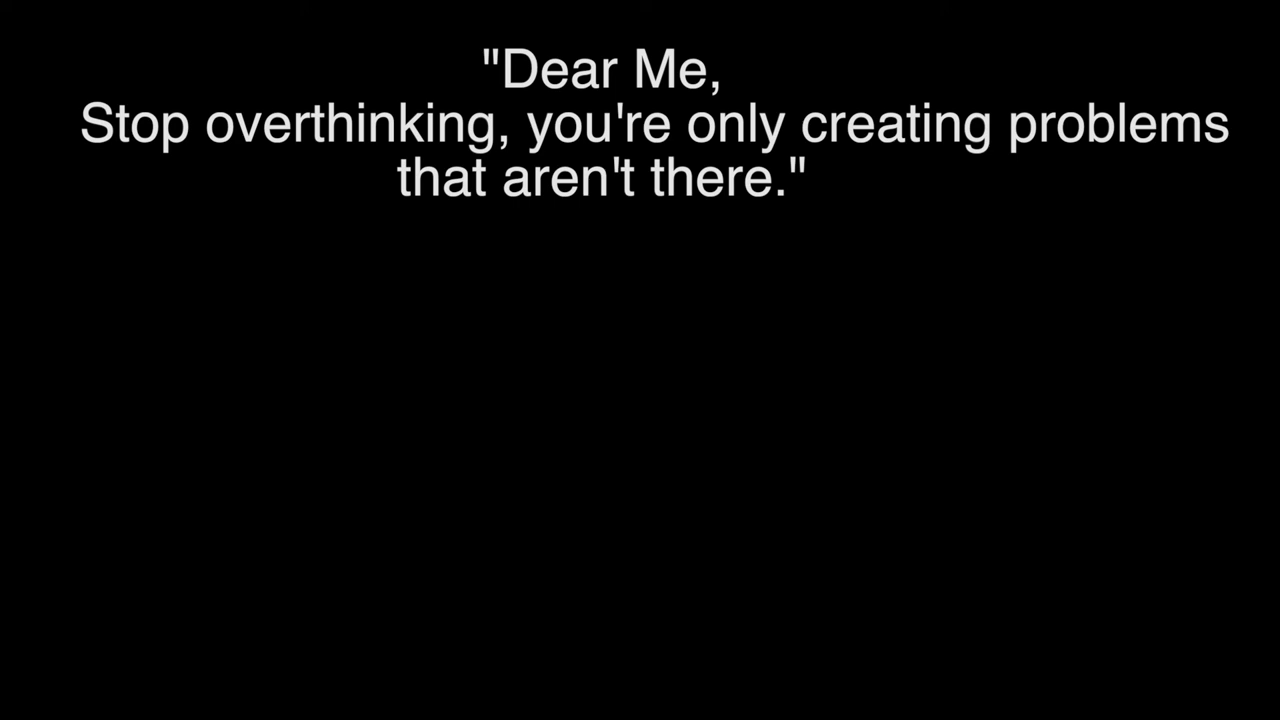 "Dear Me,
Stop overthinking, you're only creating problems
that aren't there."